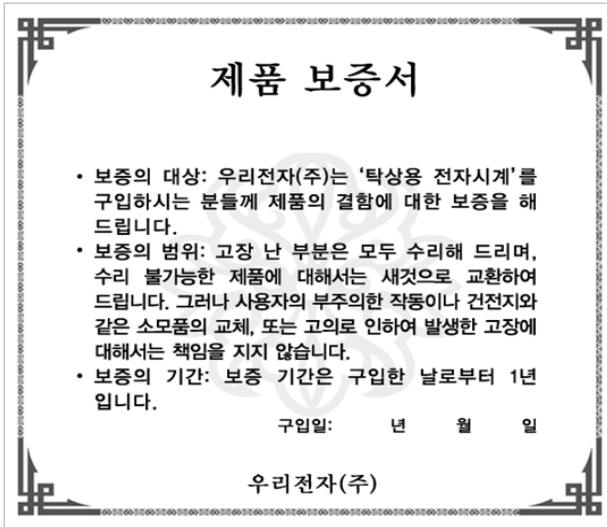 제품 보증서
• 보증의 대상: 우리전자(주)는 ‘탁상용 전자시계’를
구입하시는 분들께 제품의 결함에 대한 보증을 해
드립니다.
• 보증의 범위: 고장 난 부분은 모두 수리해 드리며,
수리 불가능한 제품에 대해서는 새것으로 교환하여
드립니다. 그러나 사용자의 부주의한 작동이나 건전지와
같은 소모품의 교체, 또는 고의로 인하여 발생한 고장에
대해서는 책임을 지지 않습니다.
• 보증의 기간: 보증 기간은 구입한 날로부터 1년
입니다.
구입일: 년 월 일
우리전자(주)